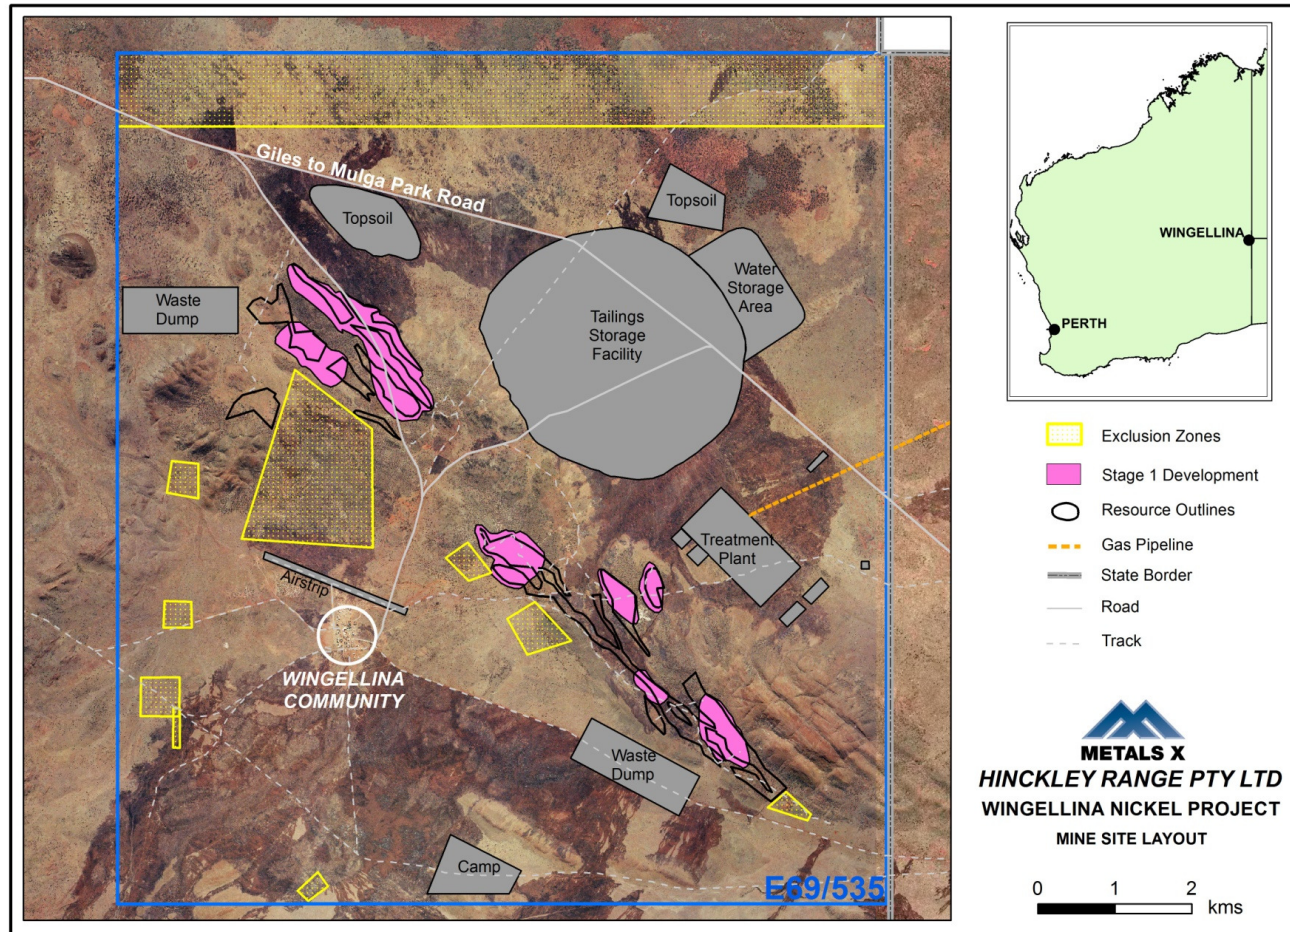 Giles to Mulga Park Road
Topsoil
Topsoil
Waste
Dump
Water
Storage
Area
Tailings
Storage
Facility
Treatment
Plant
Airstrip
WINGELLINA
COMMUNITY
Waste
Dump
Camp
E69/535
WINGELLINA
PERTH
Exclusion Zones
Stage 1 Development
Resource Outlines
Gas Pipeline
State Border
Road
Track
METALS X
HINCKLEY RANGE PTY LTD
WINGELLINA NICKEL PROJECT
MINE SITE LAYOUT
0 1 2
kms